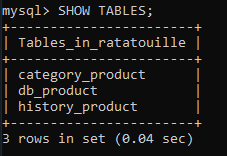 mysql> SHOW TABLES;
+------------------------+
| Tables_in_ratatouille |
+------------------------+
| category_product |
| db_product |
| history_product |
+------------------------+
3 rows in set (0.04 sec)